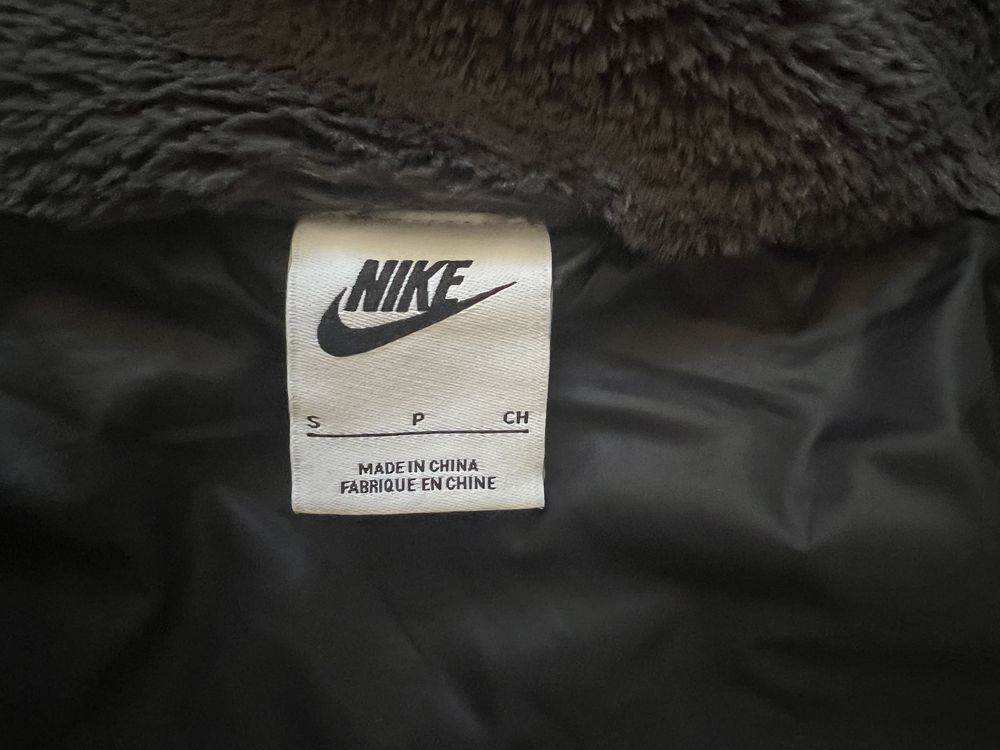 NIKE
S P CH
MADE IN CHINA
FABRIQUE EN CHINE